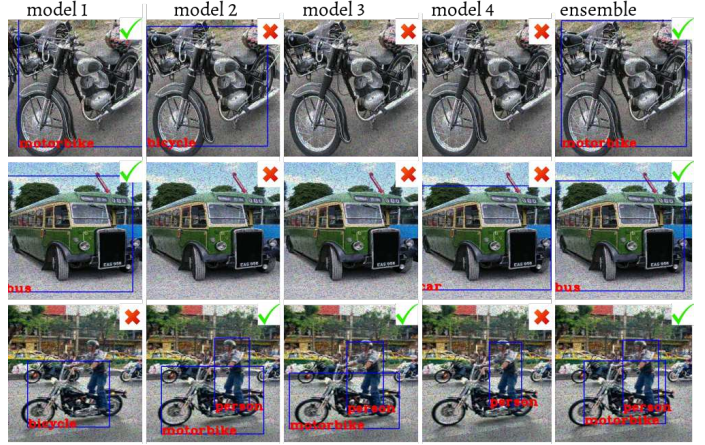 model 1 model 2 model 3 model 4 ensemble
motorbike bicycle motorbike
bus car bus
bicycle motorbike person motorbike person person motorbike person